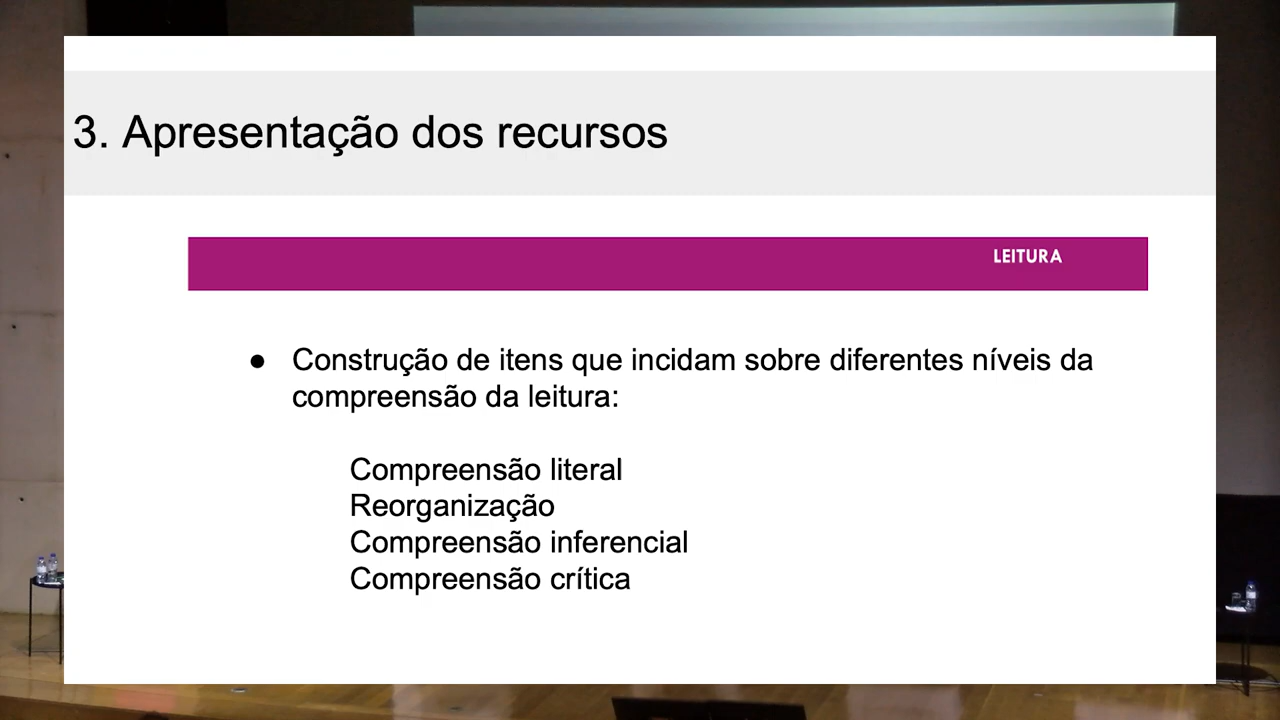 3. Apresentação dos recursos
LEITURA
● Construção de itens que incidam sobre diferentes níveis da
compreensão da leitura:
Compreensão literal
Reorganização
Compreensão inferencial
Compreensão crítica